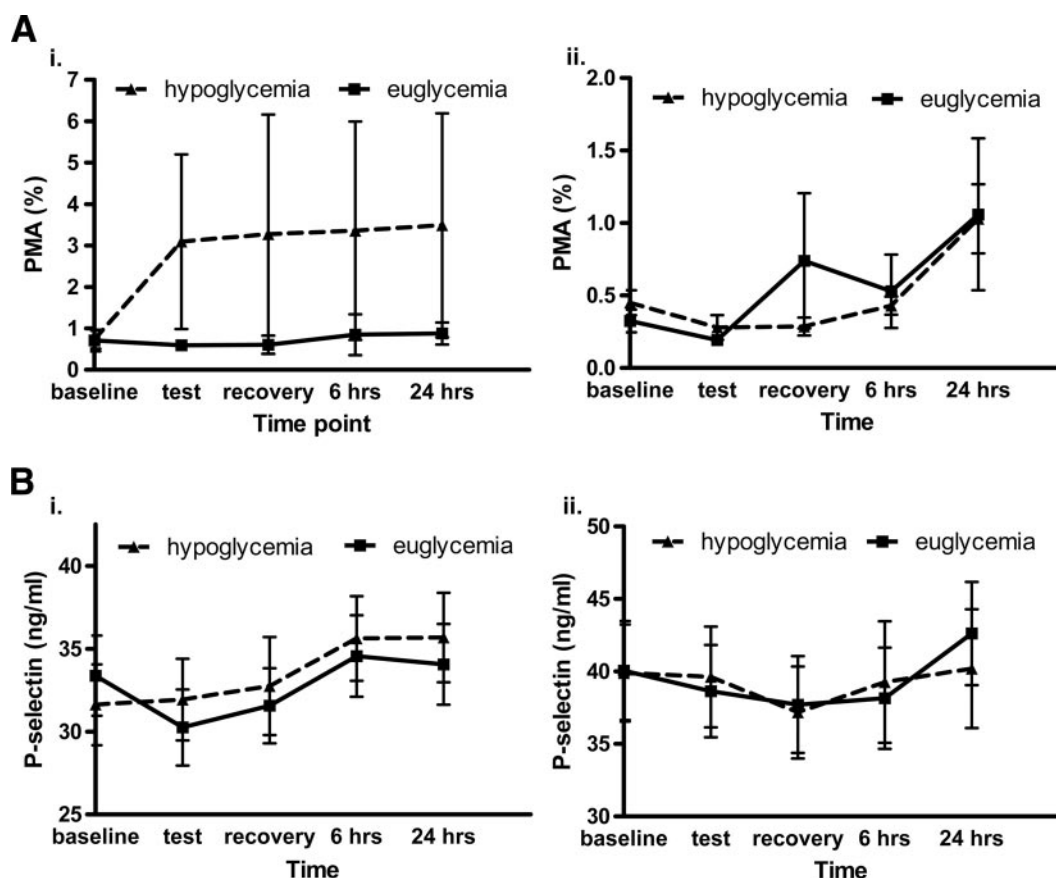 A
i.
hypoglycemia euglycemia
PMA (%)
7
6
5
4
3
2
1
0
baseline test recovery 6 hrs 24 hrs
Time point
ii.
hypoglycemia euglycemia
PMA (%)
2.0
1.5
1.0
0.5
0.0
baseline test recovery 6 hrs 24 hrs
Time
B
i.
hypoglycemia euglycemia
P-selectin (ng/ml)
40
35
30
25
baseline test recovery 6 hrs 24 hrs
Time
ii.
hypoglycemia euglycemia
P-selectin (ng/ml)
50
45
40
35
30
baseline test recovery 6 hrs 24 hrs
Time